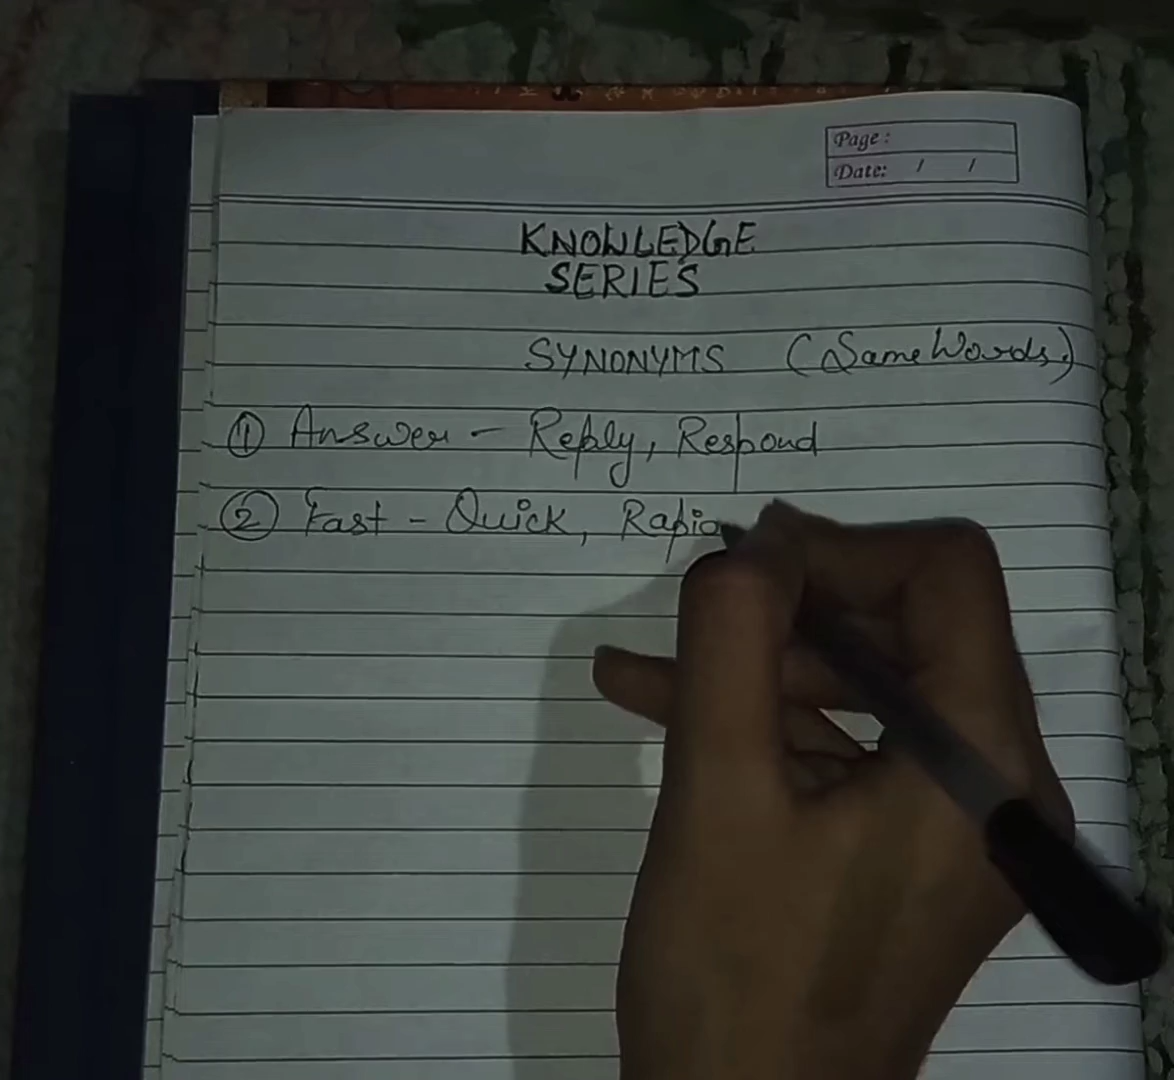 Page:
Date: / /
KNOWLEDGE
SERIES
SYNONYMS (Same Words.)
① Answer - Reply, Respond
② Fast - Quick,